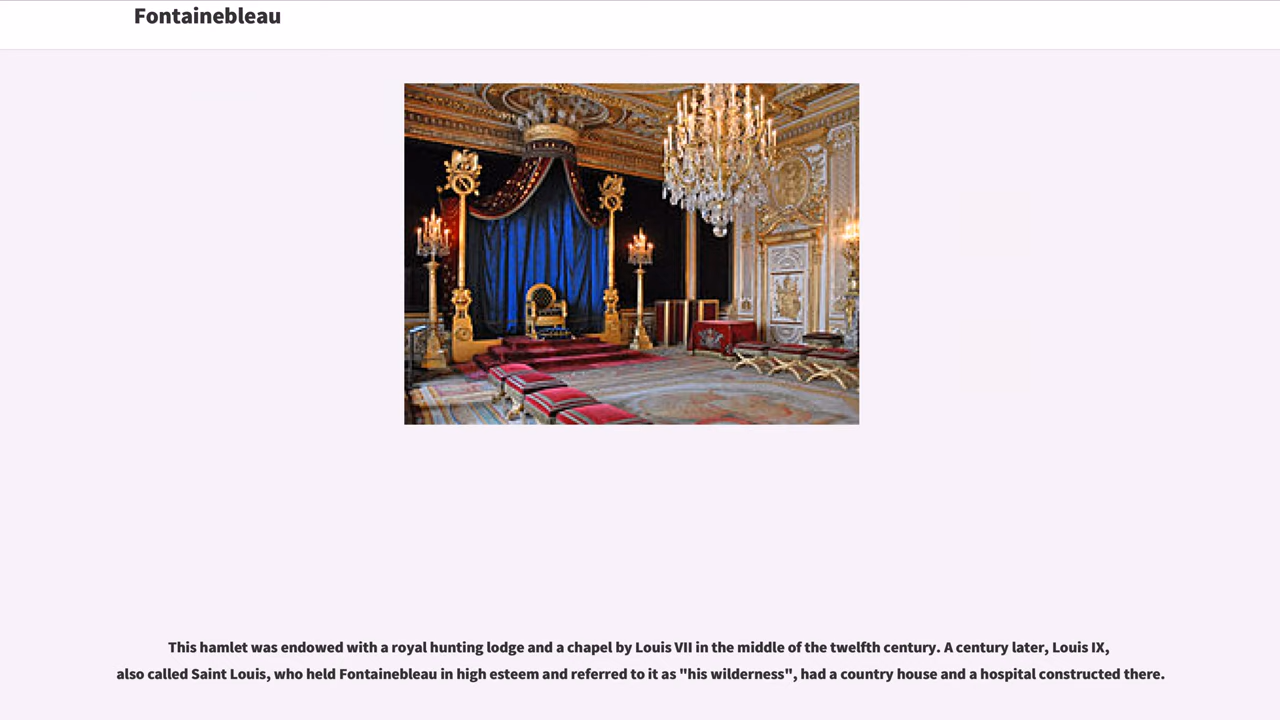 Fontainebleau
This hamlet was endowed with a royal hunting lodge and a chapel by Louis VII in the middle of the twelfth century. A century later, Louis IX,
also called Saint Louis, who held Fontainebleau in high esteem and referred to it as "his wilderness", had a country house and a hospital constructed there.